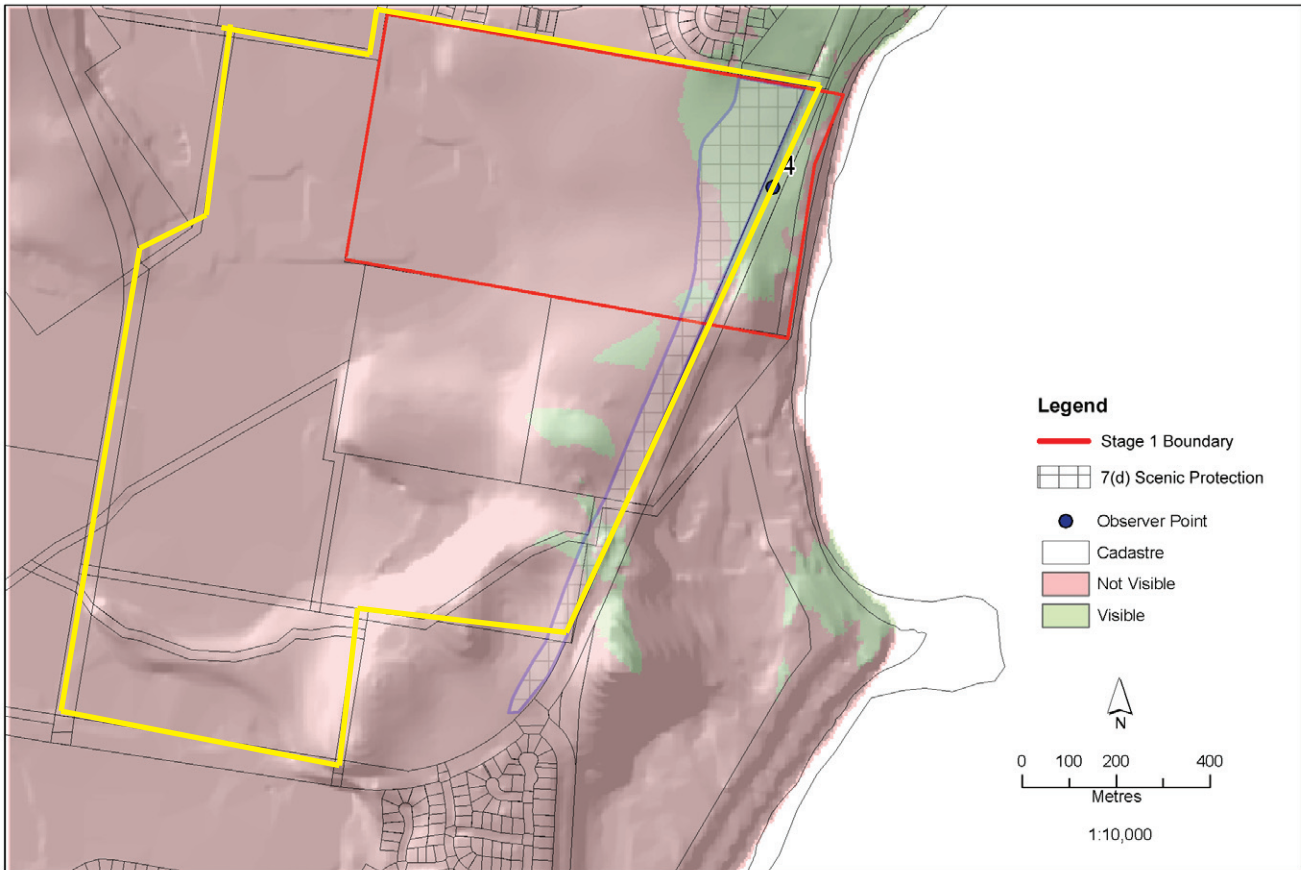 4
Legend
Stage 1 Boundary
7(d) Scenic Protection
Observer Point
Cadastre
Not Visible
Visible
N
0 100 200 400
Metres
1:10,000